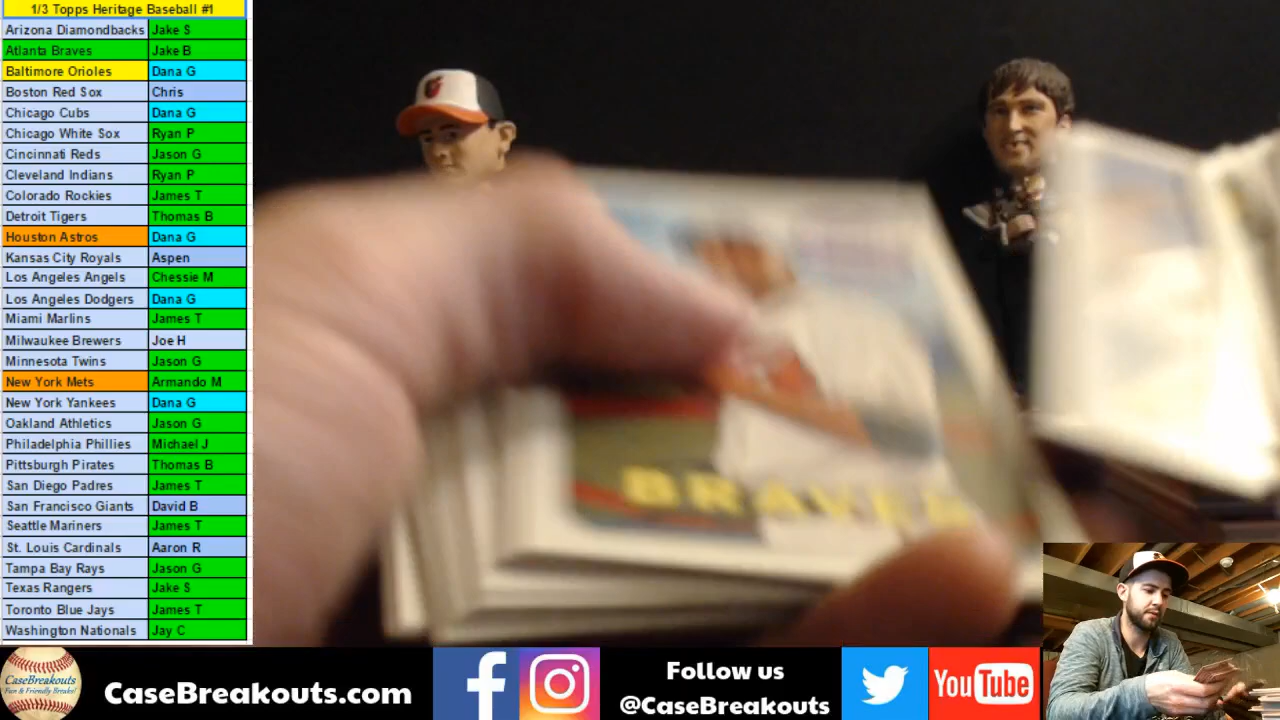 1/3 Topps Heritage Baseball #1
Arizona Diamondbacks Jake S
Atlanta Braves Jake B
Baltimore Orioles Dana G
Boston Red Sox Chris
Chicago Cubs Dana G
Chicago White Sox Ryan P
Cincinnati Reds Jason G
Cleveland Indians Ryan P
Colorado Rockies James T
Detroit Tigers Thomas B
Houston Astros Dana G
Kansas City Royals Aspen
Los Angeles Angels Chessie M
Los Angeles Dodgers Dana G
Miami Marlins James T
Milwaukee Brewers Joe H
Minnesota Twins Jason G
New York Mets Armando M
New York Yankees Dana G
Oakland Athletics Jason G
Philadelphia Phillies Michael J
Pittsburgh Pirates Thomas B
San Diego Padres James T
San Francisco Giants David B
Seattle Mariners James T
St. Louis Cardinals Aaron R
Tampa Bay Rays Jason G
Texas Rangers Jake S
Toronto Blue Jays James T
Washington Nationals Jay C
BRAVES
CaseBreakouts
Fun & Friendly Breaks!
CaseBreakouts.com
Follow us
@CaseBreakouts
YouTube